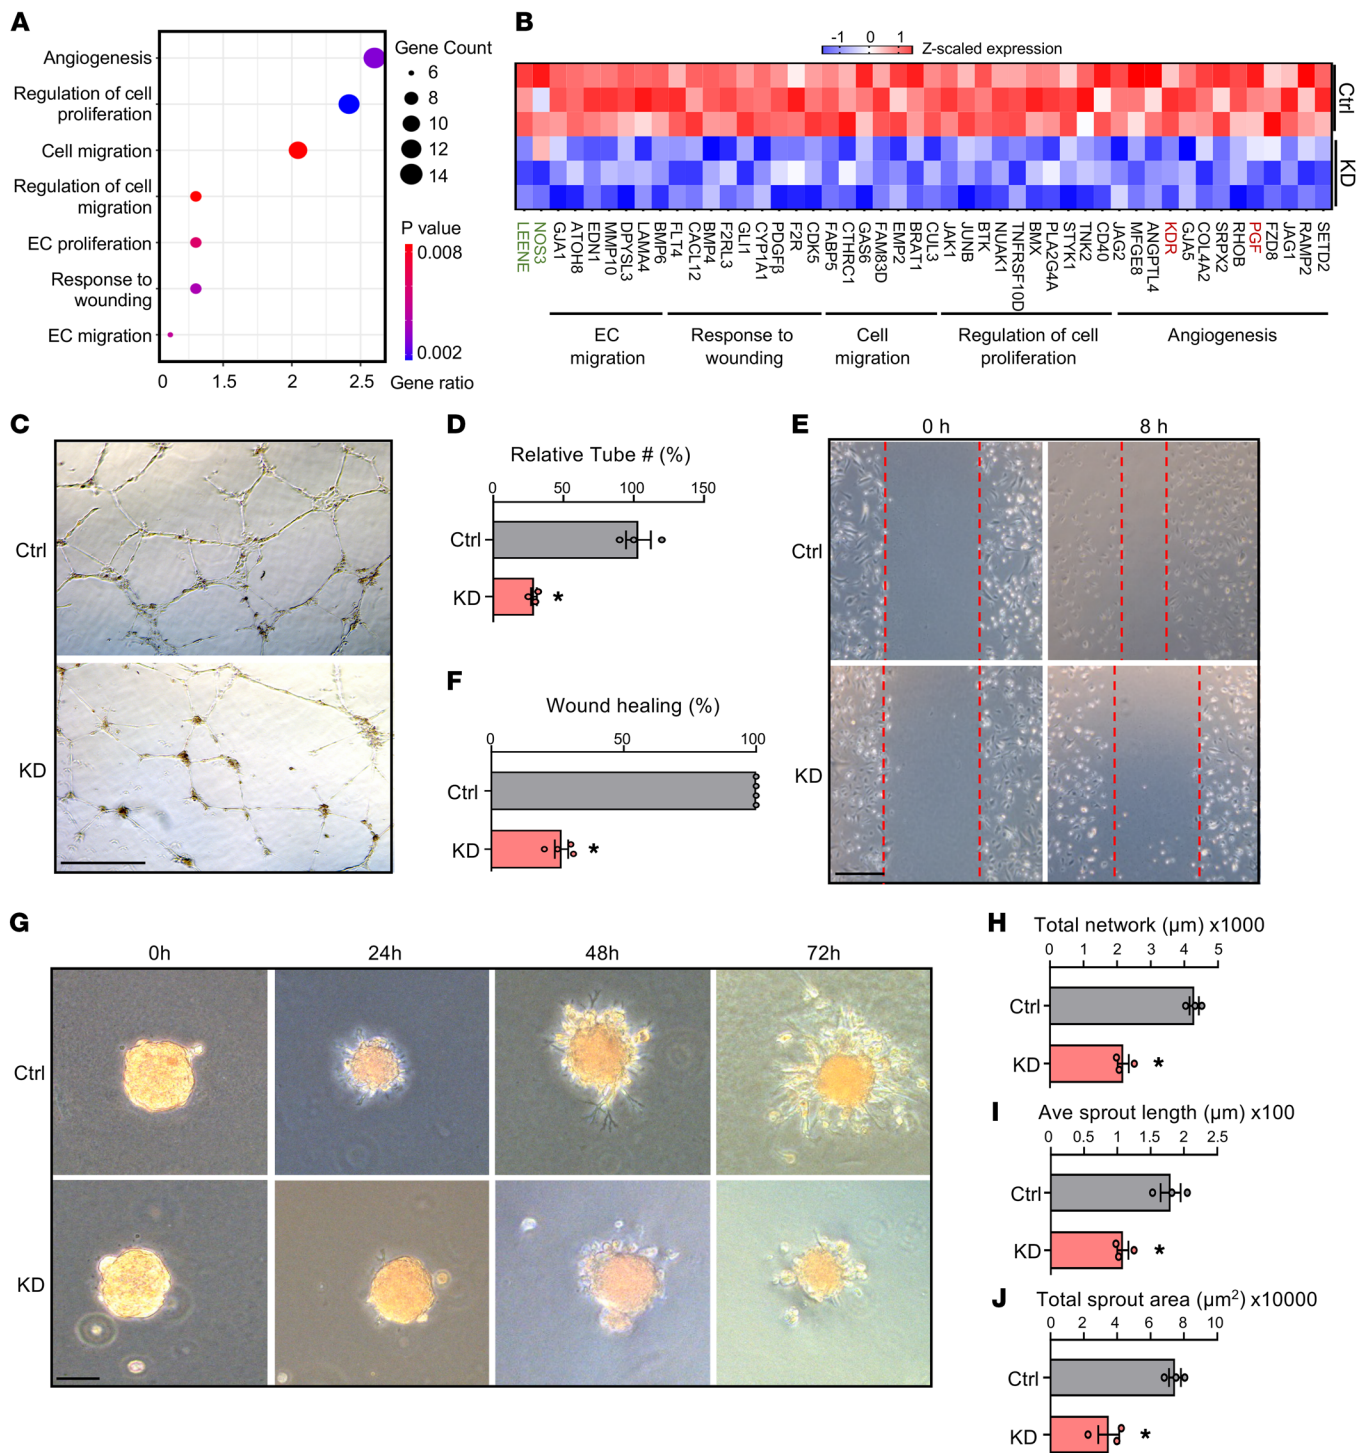 A
Angiogenesis
Regulation of cell
proliferation
Cell migration
Regulation of cell
migration
EC proliferation
Response to
wounding
EC migration
0 1.5 2 2.5 Gene ratio
Gene Count
6
8
10
12
14
P value
0.008
0.002
B
-1 0 1 Z-scaled expression
Ctrl
KD
LEENE
NOS3
GJA1
ATOH8
EDN1
MMP10
DPYSL3
LAMA4
BMP6
FLT4
CXCL12
BMP4
F2RL3
GLI1
CYP1A1
PDGFβ
F2R
CDK5
FABP5
CTHRC1
GAS6
FAM83D
EMP2
BRAT1
CUL3
JAK1
JUNB
BTK
NUAK1
TNFRSF10D
BMX
PLA2G4A
STYK1
TNK2
CD40
JAG2
MFGE8
ANGPTL4
KDR
GJA5
COL4A2
SRPX2
RHOB
PGF
FZD8
JAG1
RAMP2
SETD2
EC
migration
Response to
wounding
Cell
migration
Regulation of cell
proliferation
Angiogenesis
C
Ctrl
KD
D
Relative Tube # (%)
0 50 100 150
Ctrl
KD *
E
0 h 8 h
Ctrl
KD
F
Wound healing (%)
0 50 100
Ctrl
KD *
G
0h 24h 48h 72h
Ctrl
KD
H
Total network (µm) x1000
0 1 2 3 4 5
Ctrl
KD *
I
Ave sprout length (µm) x100
0 0.5 1 1.5 2 2.5
Ctrl
KD *
J
Total sprout area (µm²) x10000
0 2 4 6 8 10
Ctrl
KD *